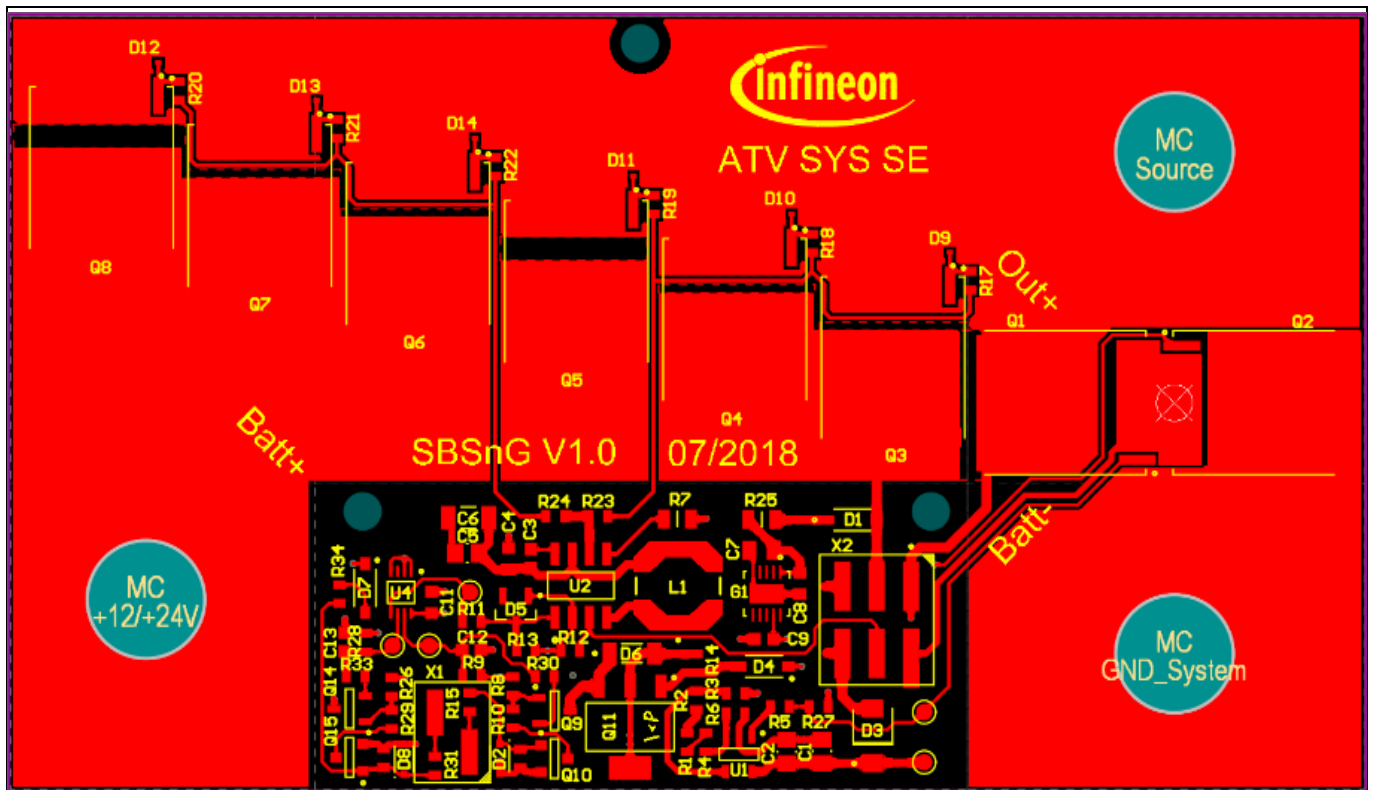 D12
R20
D13
R21
D14
R22
D11
R19
D10
R18
D9
R17
infineon
ATV SYS SE
MC
Source
Out+
Q8
Q7
Q6
Q5
Q4
Q3
Q1
Q2
Batt+
SBSnG V1.0
07/2018
Batt-
MC
+12/+24V
MC
GND_System
R24
R23
R7
R25
D1
C6
C5
C4
C3
C7
X2
R34
D7
U4
C11
R11
D5
U2
L1
G1
C8
C9
C13
R28
C12
R13
R12
R33
X1
R9
R30
D6
R14
D4
Q14
R26
R15
R8
R2
R3
Q15
R29
R10
Q9
Q11
R6
R5
R27
D3
D8
R31
D2
Q10
R1
R4
U1
C2
C1